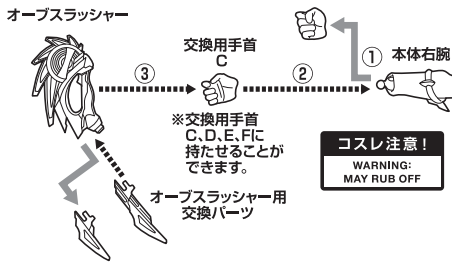 オーブスラッシャー
交換用手首
C
①
本体右腕
③
②
※交換用手首
C、D、E、Fに
持たせることが
できます。
コスレ注意！
WARNING:
MAY RUB OFF
オーブスラッシャー用
交換パーツ